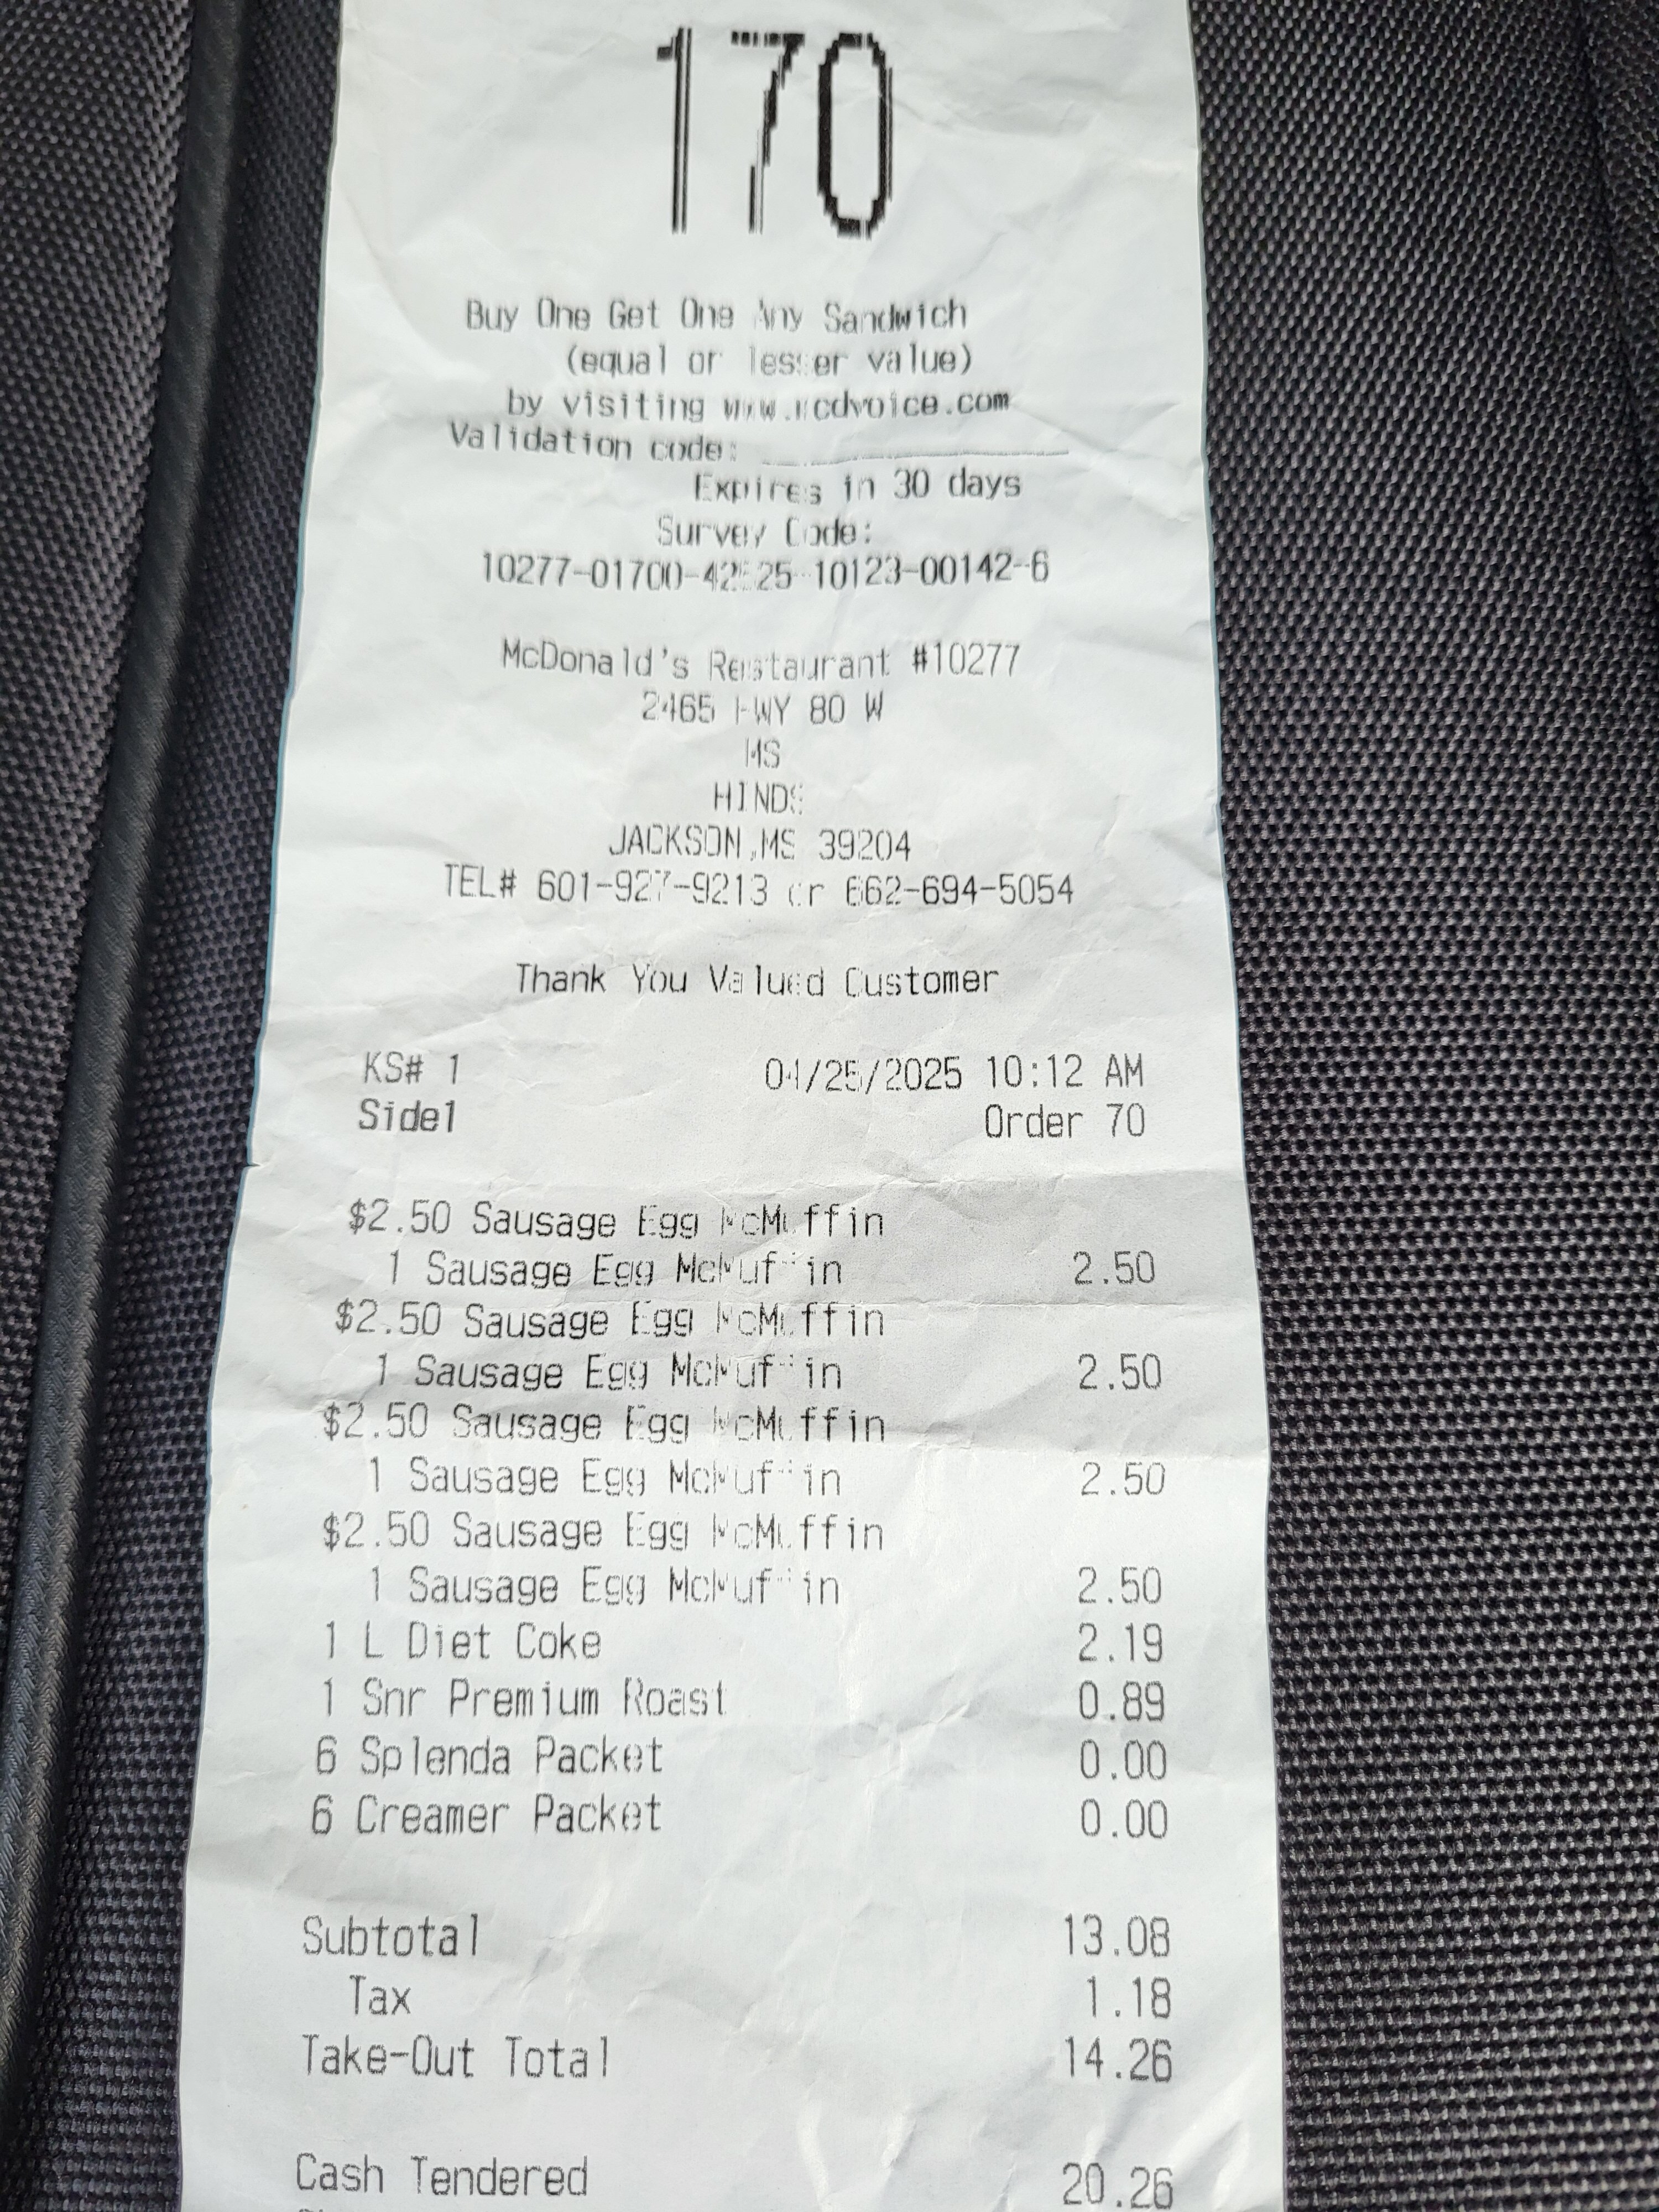 170
Buy One Get One Any Sandwich
(equal or lesser value)
by visiting www.mcdvoice.com
Validation code:
Expires in 30 days
Survey Code:
10277-01700-42525-10123-00142-6
McDonald's Restaurant #10277
2465 HWY 80 W
MS
HINDS
JACKSON,MS 39204
TEL# 601-927-9213 or 662-694-5054
Thank You Valued Customer
KS# 1 04/25/2025 10:12 AM
Side1 Order 70
$2.50 Sausage Egg McMuffin
1 Sausage Egg McMuffin 2.50
$2.50 Sausage Egg McMuffin
1 Sausage Egg McMuffin 2.50
$2.50 Sausage Egg McMuffin
1 Sausage Egg McMuffin 2.50
$2.50 Sausage Egg McMuffin
1 Sausage Egg McMuffin 2.50
1 L Diet Coke 2.19
1 Snr Premium Roast 0.89
6 Splenda Packet 0.00
6 Creamer Packet 0.00
Subtotal 13.08
Tax 1.18
Take-Out Total 14.26
Cash Tendered 20.26